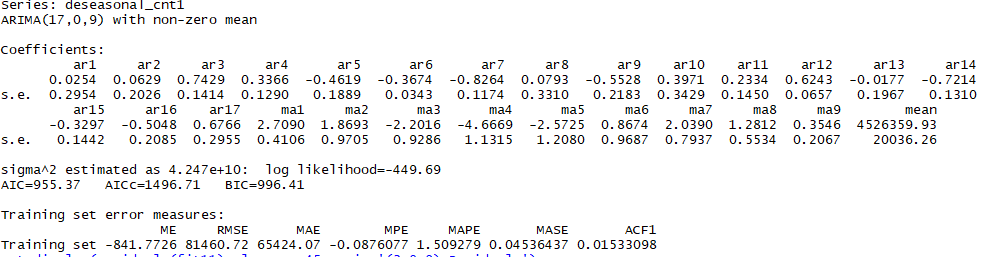 Series: deseasonal_cnt1
ARIMA(17,0,9) with non-zero mean
Coefficients:
ar1 ar2 ar3 ar4 ar5 ar6 ar7 ar8 ar9 ar10 ar11 ar12 ar13 ar14
0.0254 0.0629 0.7429 0.3366 -0.4619 -0.3674 -0.8264 0.0793 -0.5528 0.3971 0.2334 0.6243 -0.0177 -0.7214
s.e. 0.2954 0.2026 0.1414 0.1290 0.1889 0.0343 0.1174 0.3310 0.2183 0.3429 0.1450 0.0657 0.1967 0.1310
ar15 ar16 ar17 ma1 ma2 ma3 ma4 ma5 ma6 ma7 ma8 ma9 mean
-0.3297 -0.5048 0.6766 2.7090 1.8693 -2.2016 -4.6669 -2.5725 0.8674 2.0390 1.2812 0.3546 4526359.93
s.e. 0.1442 0.2085 0.2955 0.4106 0.9705 0.9286 1.1315 1.2080 0.9687 0.7937 0.5534 0.2067 20036.26
sigma^2 estimated as 4.247e+10: log likelihood=-449.69
AIC=955.37 AICc=1496.71 BIC=996.41
Training set error measures:
ME RMSE MAE MPE MAPE MASE ACF1
Training set -841.7726 81460.72 65424.07 -0.0876077 1.509279 0.04536437 0.01533098